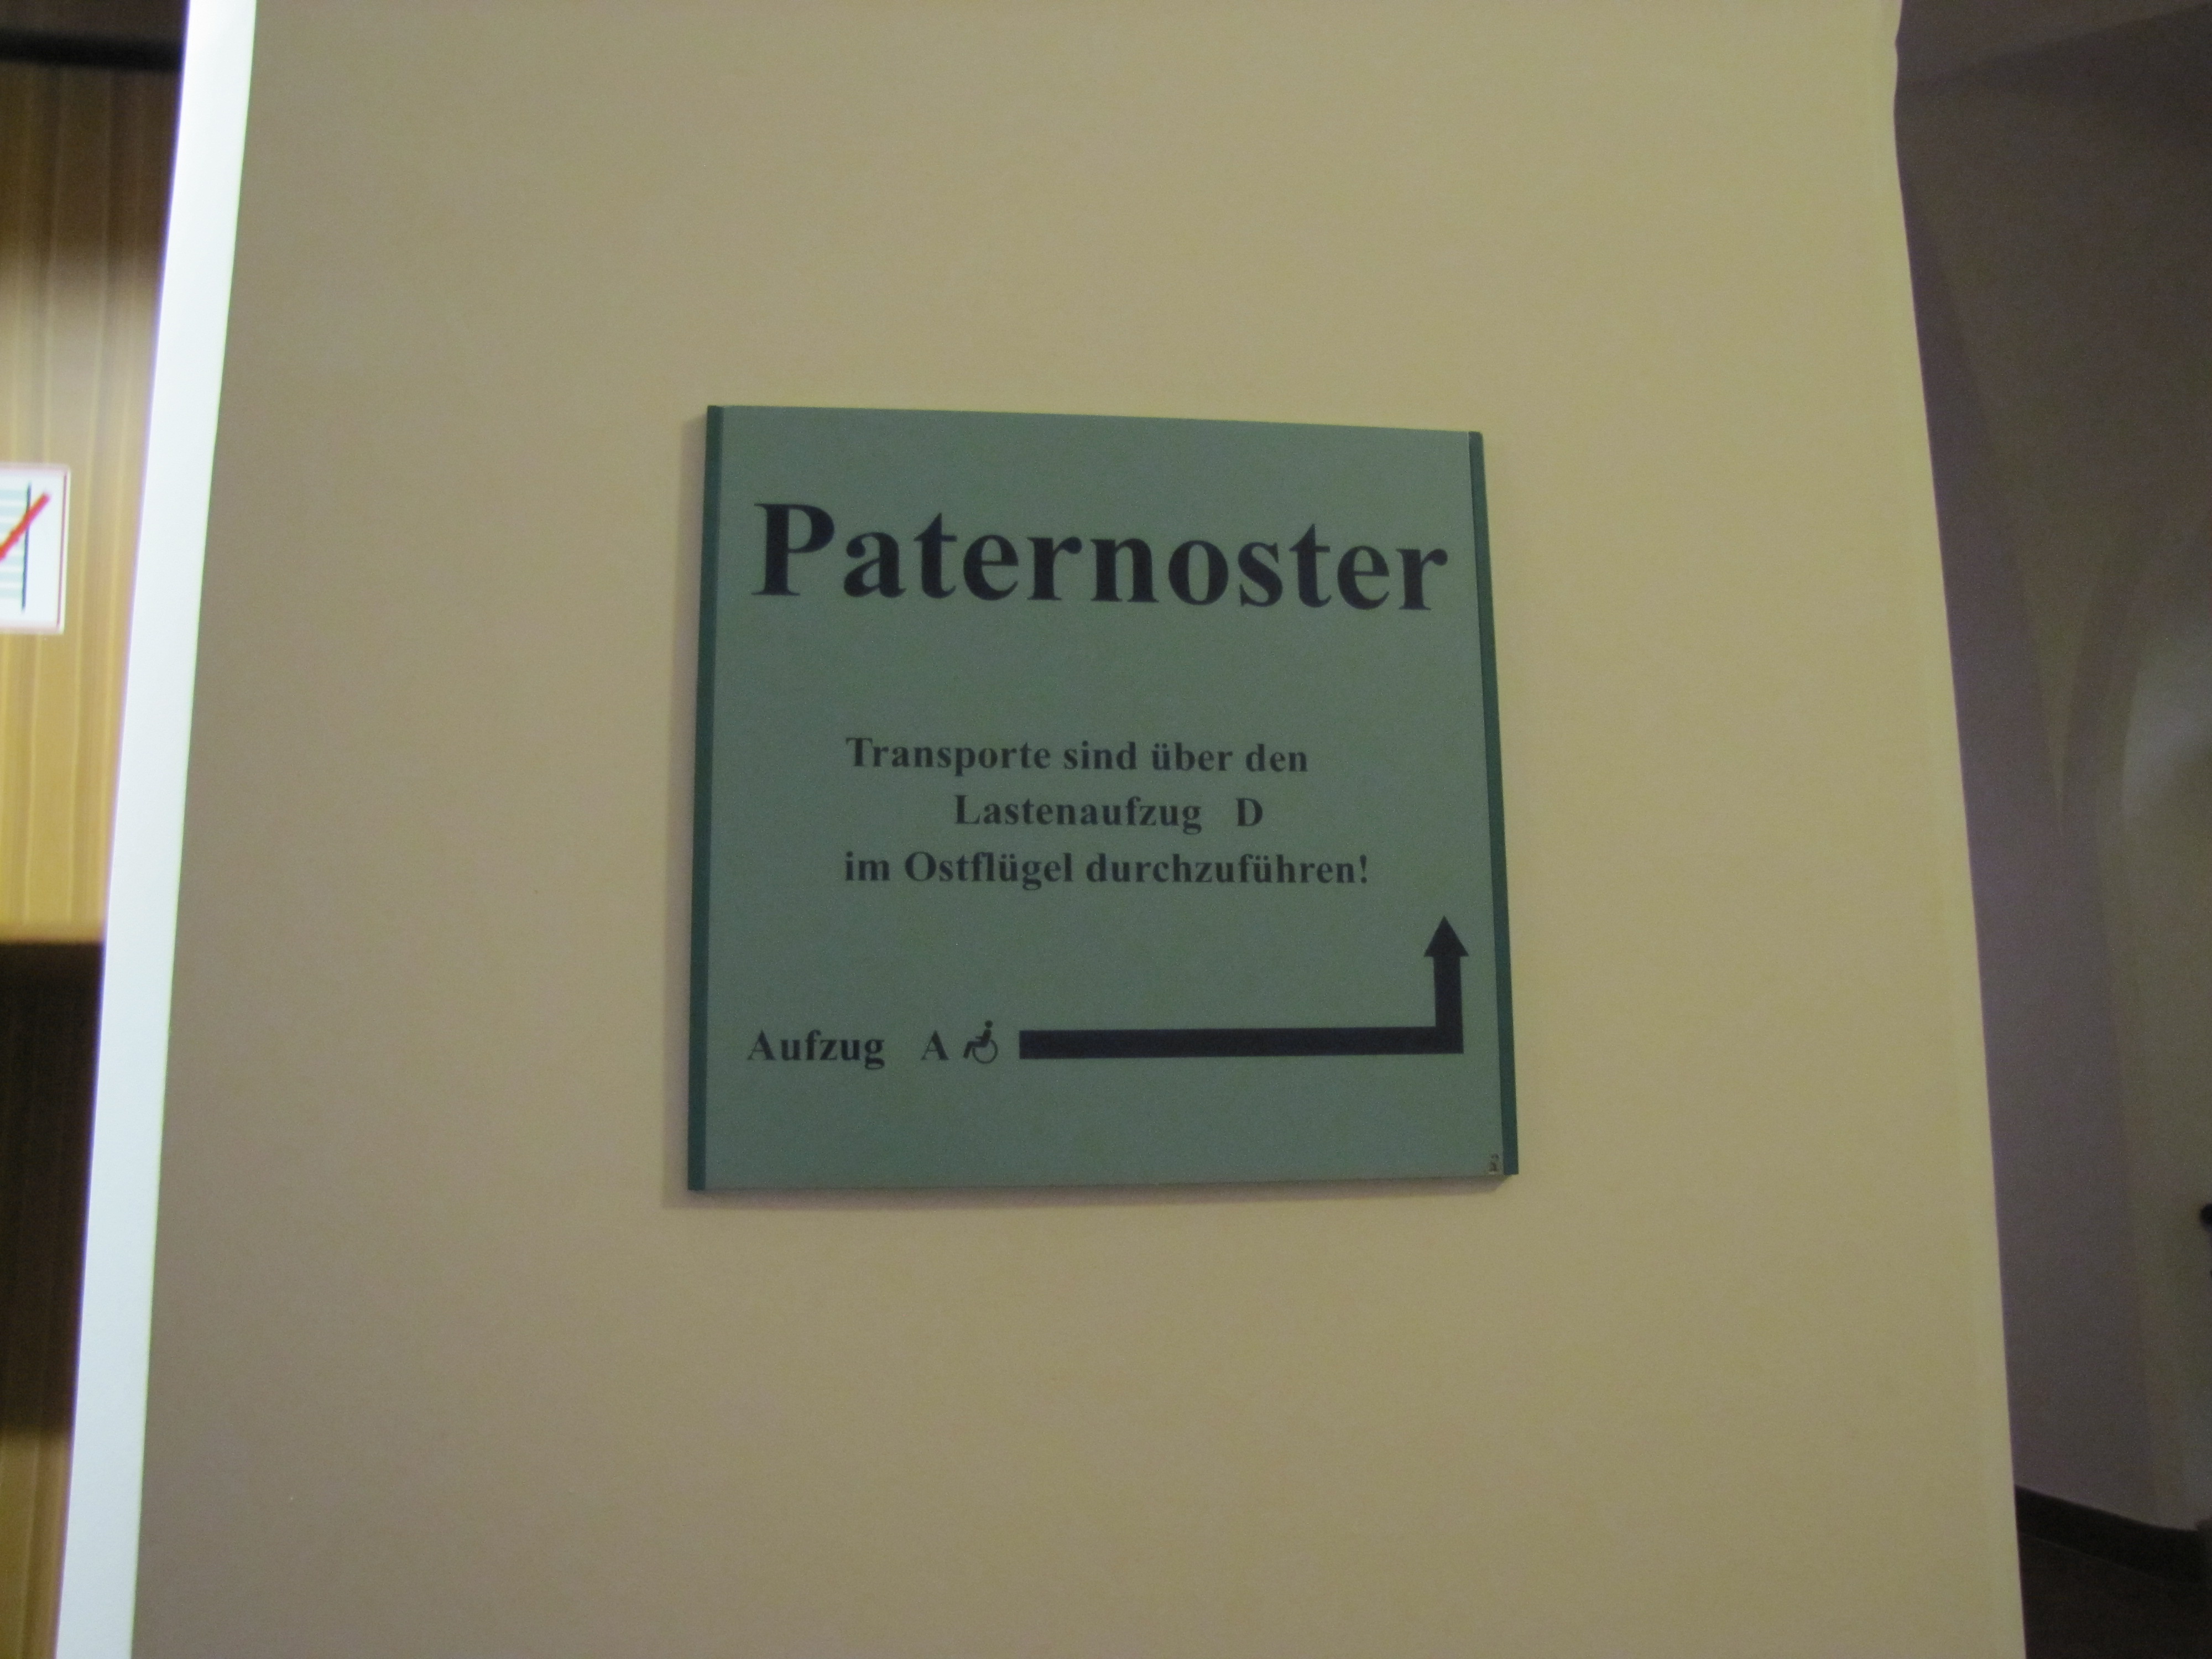 Paternoster
Transporte sind über den
Lastenaufzug D
im Ostflügel durchzuführen!
Aufzug A